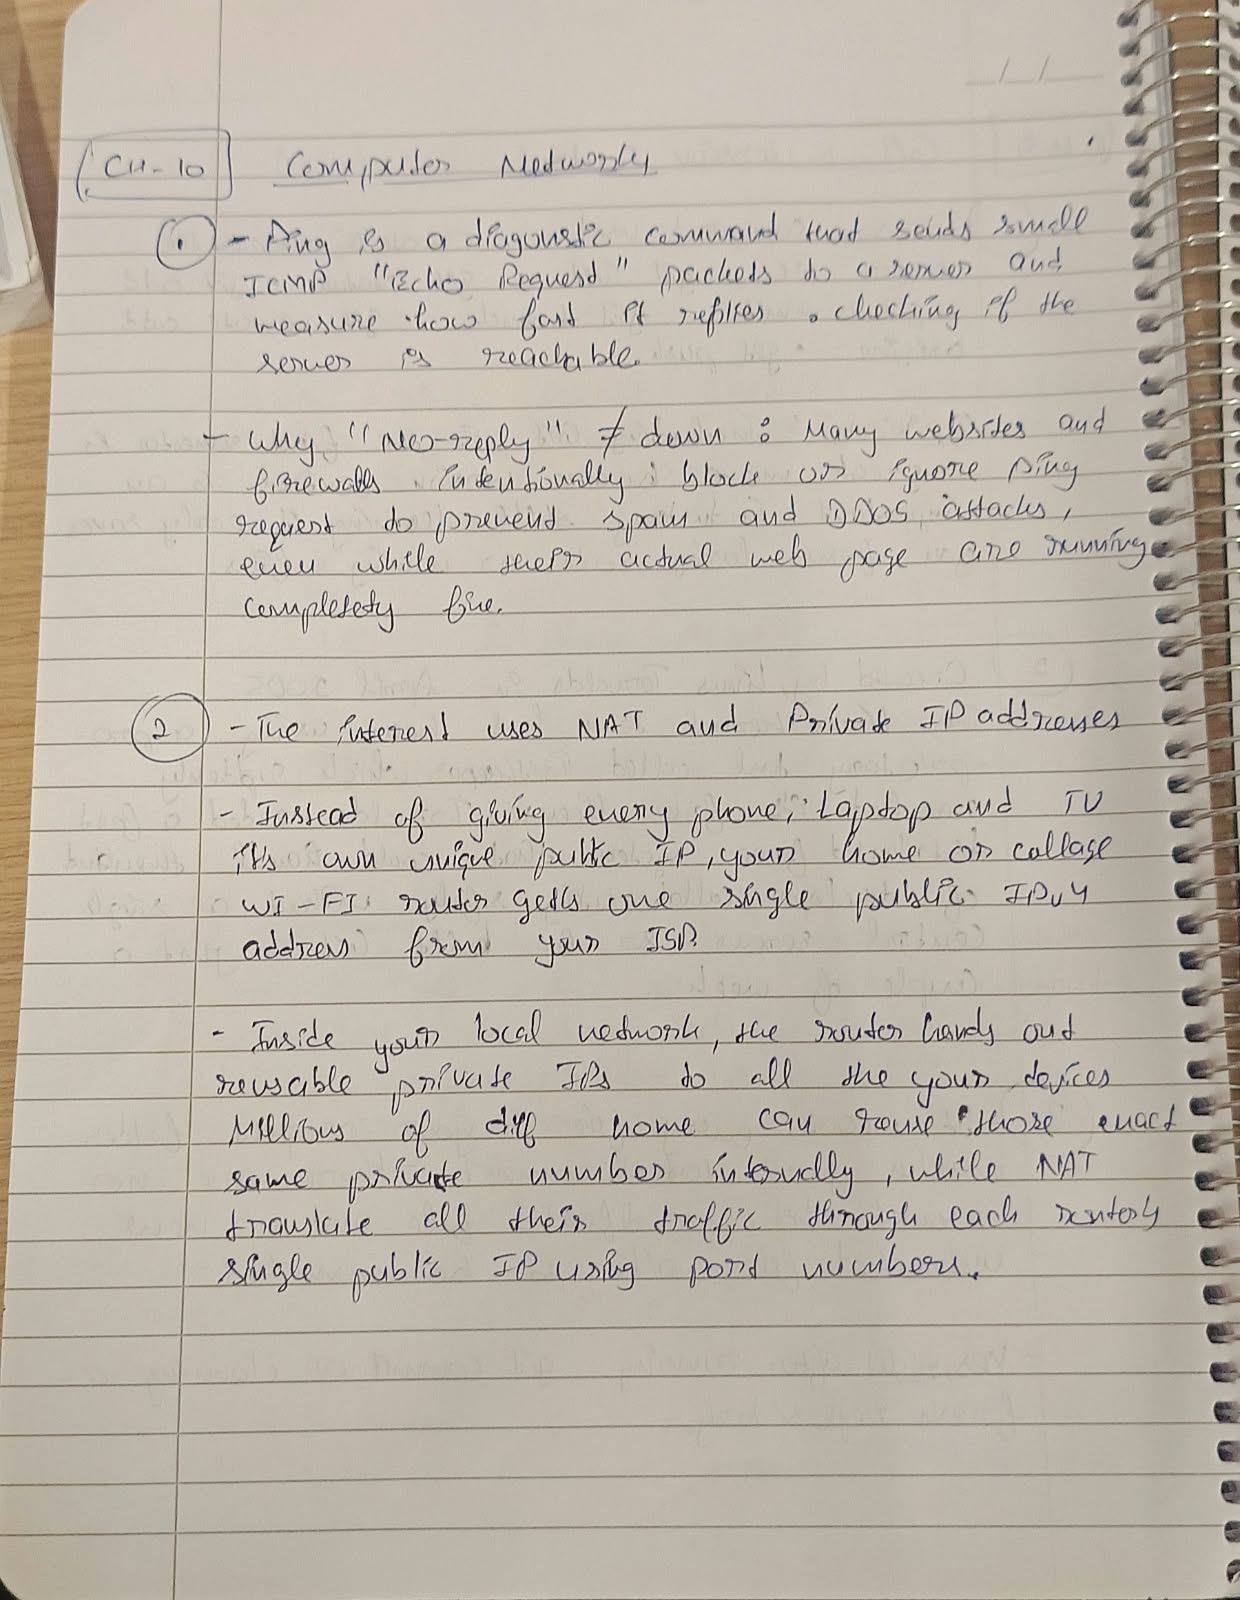 CH-10 Computer Network
1. - Ping is a diagonstic command that sends small
ICMP "Echo Request" packets to a server and
measure how fast it replies. checking if the
server is reachable.
- Why "No-reply" ≠ down : Many websites and
firewalls intentionally block or ignore ping
request to prevent spam and DDOS attacks,
even while their actual web page are running
completely fine.
2 - The internet uses NAT and Private IP addresses
- Instead of giving every phone, Laptop and TV
it's own unique public IP, your home or collage
WI-FI router gets one single public IPv4
address from your ISP.
- Inside your local network, the router hands out
reusable private IPs to all the your devices
Millions of diff home can reuse those exact
same private number internally, while NAT
translate all their traffic through each routers
single public IP using port numbers.